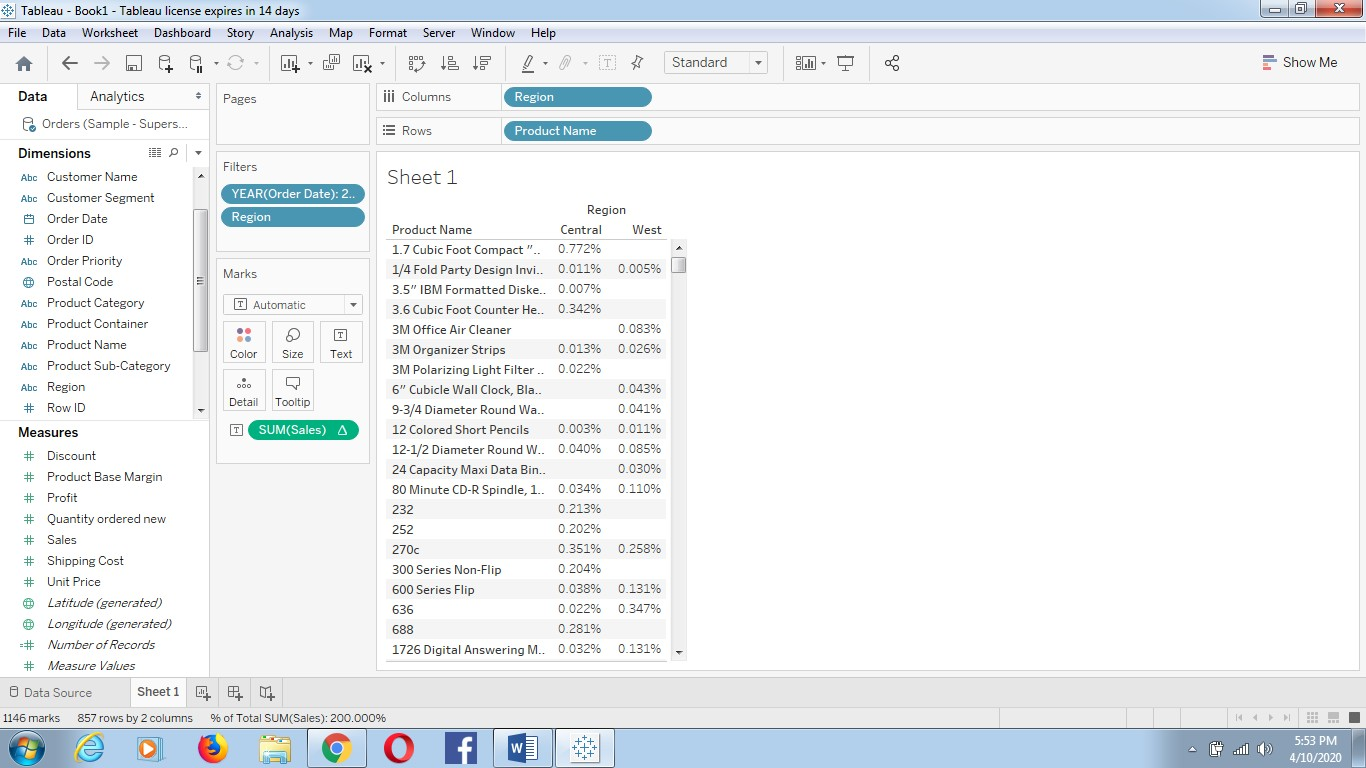 Tableau - Book1 - Tableau license expires in 14 days
File Data Worksheet Dashboard Story Analysis Map Format Server Window Help
Standard
Show Me
Data Analytics
Orders (Sample - Supers...
Dimensions
Abc Customer Name
Abc Customer Segment
Order Date
# Order ID
Abc Order Priority
Postal Code
Abc Product Category
Abc Product Container
Abc Product Name
Abc Product Sub-Category
Abc Region
# Row ID
Measures
# Discount
# Product Base Margin
# Profit
# Quantity ordered new
# Sales
# Shipping Cost
# Unit Price
Latitude (generated)
Longitude (generated)
=# Number of Records
# Measure Values
Pages
Filters
YEAR(Order Date): 2..
Region
Marks
T Automatic
Color Size Text
Detail Tooltip
T SUM(Sales) Δ
Columns Region
Rows Product Name
Sheet 1
Region
Product Name Central West
1.7 Cubic Foot Compact ".. 0.772%
1/4 Fold Party Design Invi.. 0.011% 0.005%
3.5" IBM Formatted Diske.. 0.007%
3.6 Cubic Foot Counter He.. 0.342%
3M Office Air Cleaner 0.083%
3M Organizer Strips 0.013% 0.026%
3M Polarizing Light Filter .. 0.022%
6" Cubicle Wall Clock, Bla.. 0.043%
9-3/4 Diameter Round Wa.. 0.041%
12 Colored Short Pencils 0.003% 0.011%
12-1/2 Diameter Round W.. 0.040% 0.085%
24 Capacity Maxi Data Bin.. 0.030%
80 Minute CD-R Spindle, 1.. 0.034% 0.110%
232 0.213%
252 0.202%
270c 0.351% 0.258%
300 Series Non-Flip 0.204%
600 Series Flip 0.038% 0.131%
636 0.022% 0.347%
688 0.281%
1726 Digital Answering M.. 0.032% 0.131%
Data Source Sheet 1
1146 marks 857 rows by 2 columns % of Total SUM(Sales): 200.000%
5:53 PM
4/10/2020